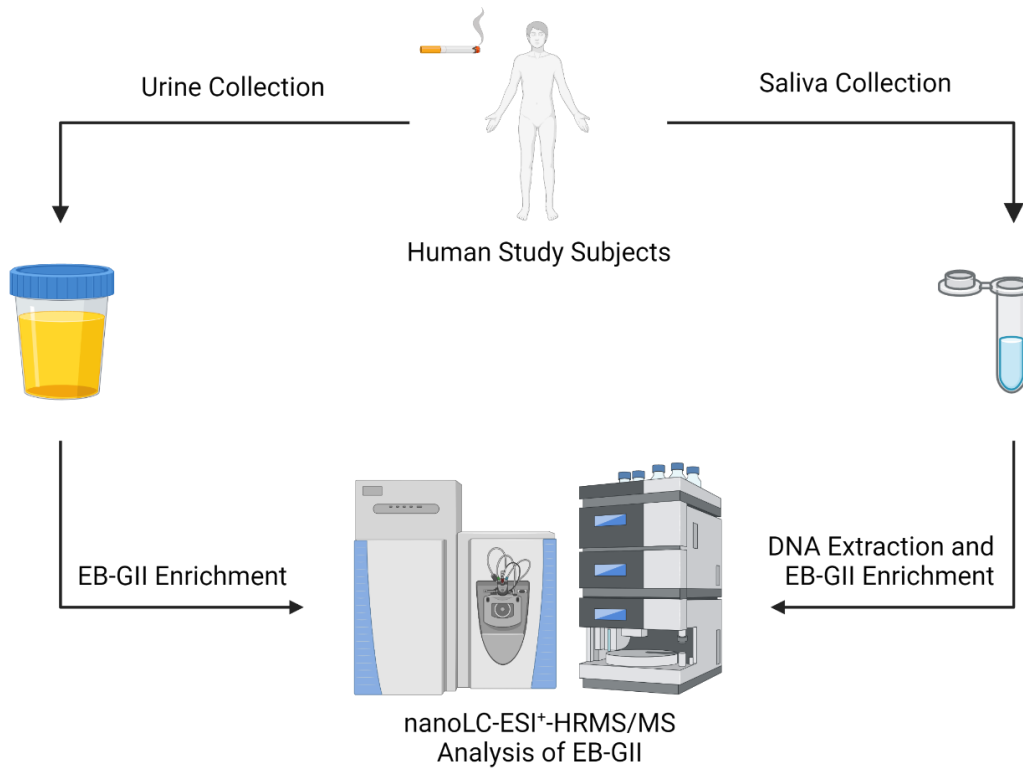 Urine Collection
Saliva Collection
Human Study Subjects
EB-GII Enrichment
DNA Extraction and
EB-GII Enrichment
nanoLC-ESI⁺-HRMS/MS
Analysis of EB-GII